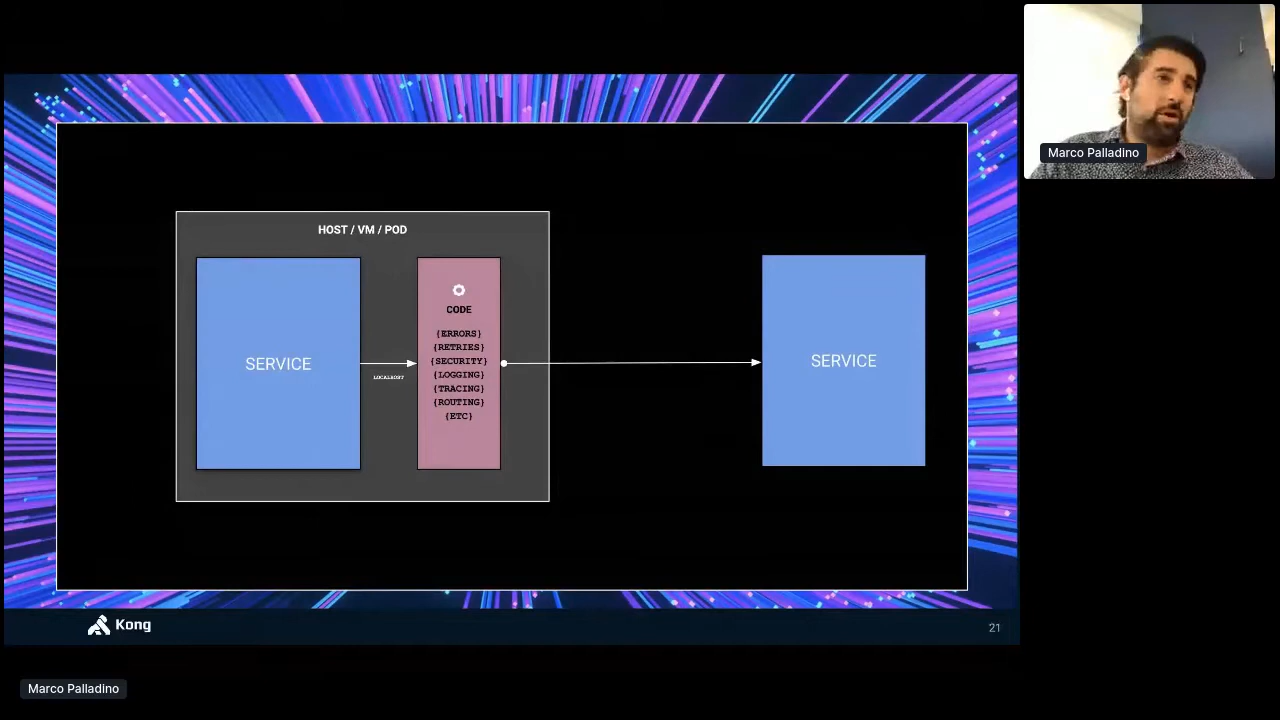 HOST / VM / POD
SERVICE
LOCALHOST
CODE
{ERRORS}
{RETRIES}
{SECURITY}
{LOGGING}
{TRACING}
{ROUTING}
{ETC}
SERVICE
Kong
21
Marco Palladino
Marco Palladino